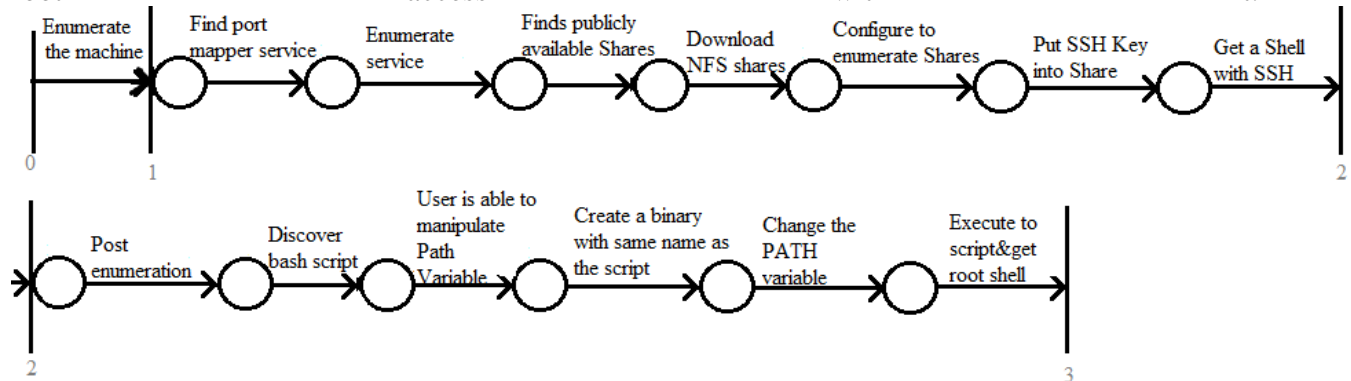 Enumerate
the machine
Find port
mapper service
Enumerate
service
Finds publicly
available Shares
Download
NFS shares
Configure to
enumerate Shares
Put SSH Key
into Share
Get a Shell
with SSH
0
1
2
Post
enumeration
Discover
bash script
User is able to
manipulate
Path
Variable
Create a binary
with same name as
the script
Change the
PATH
variable
Execute to
script&get
root shell
2
3